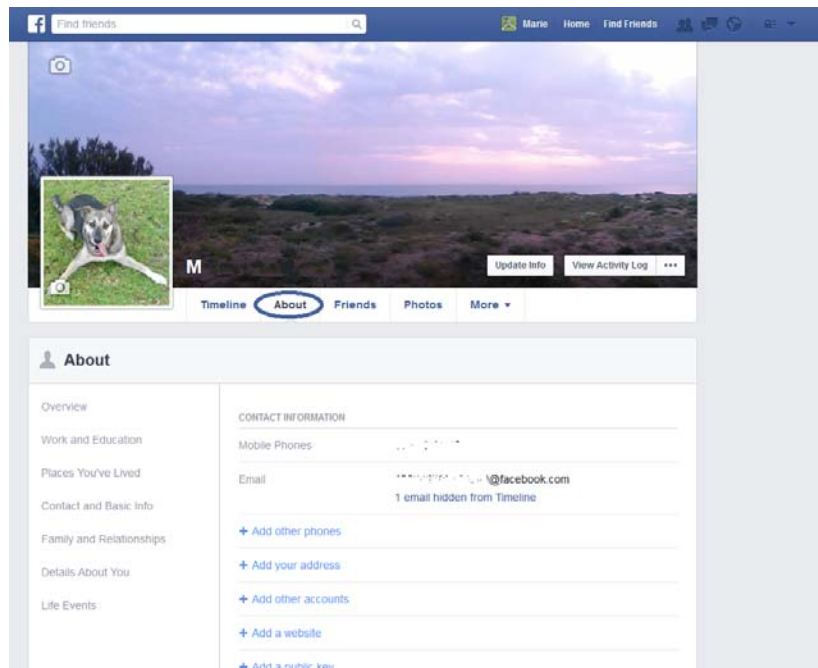 f Find friends Marie Home Find Friends
M
Update Info View Activity Log
Timeline About Friends Photos More
About
Overview
Work and Education
Places You've Lived
Contact and Basic Info
Family and Relationships
Details About You
Life Events
CONTACT INFORMATION
Mobile Phones
Email @facebook.com
1 email hidden from Timeline
+ Add other phones
+ Add your address
+ Add other accounts
+ Add a website
+ Add a public key